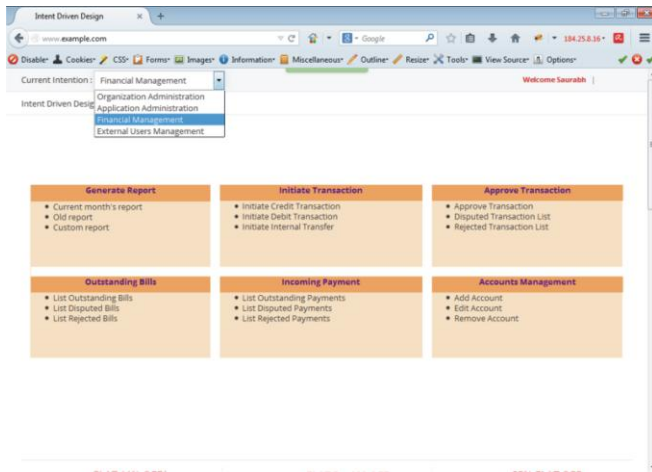 Intent Driven Design × +
www.example.com Google 184.25.8.36
Disable Cookies CSS Forms Images Information Miscellaneous Outline Resize Tools View Source Options
Current Intention : Financial Management Welcome Saurabh |
Organization Administration
Intent Driven Desig Application Administration
Financial Management
External Users Management
Generate Report Initiate Transaction Approve Transaction
• Current month's report • Initiate Credit Transaction • Approve Transaction
• Old report • Initiate Debit Transaction • Disputed Transaction List
• Custom report • Initiate Internal Transfer • Rejected Transaction List
Outstanding Bills Incoming Payment Accounts Management
• List Outstanding Bills • List Outstanding Payments • Add Account
• List Disputed Bills • List Disputed Payments • Edit Account
• List Rejected Bills • List Rejected Payments • Remove Account